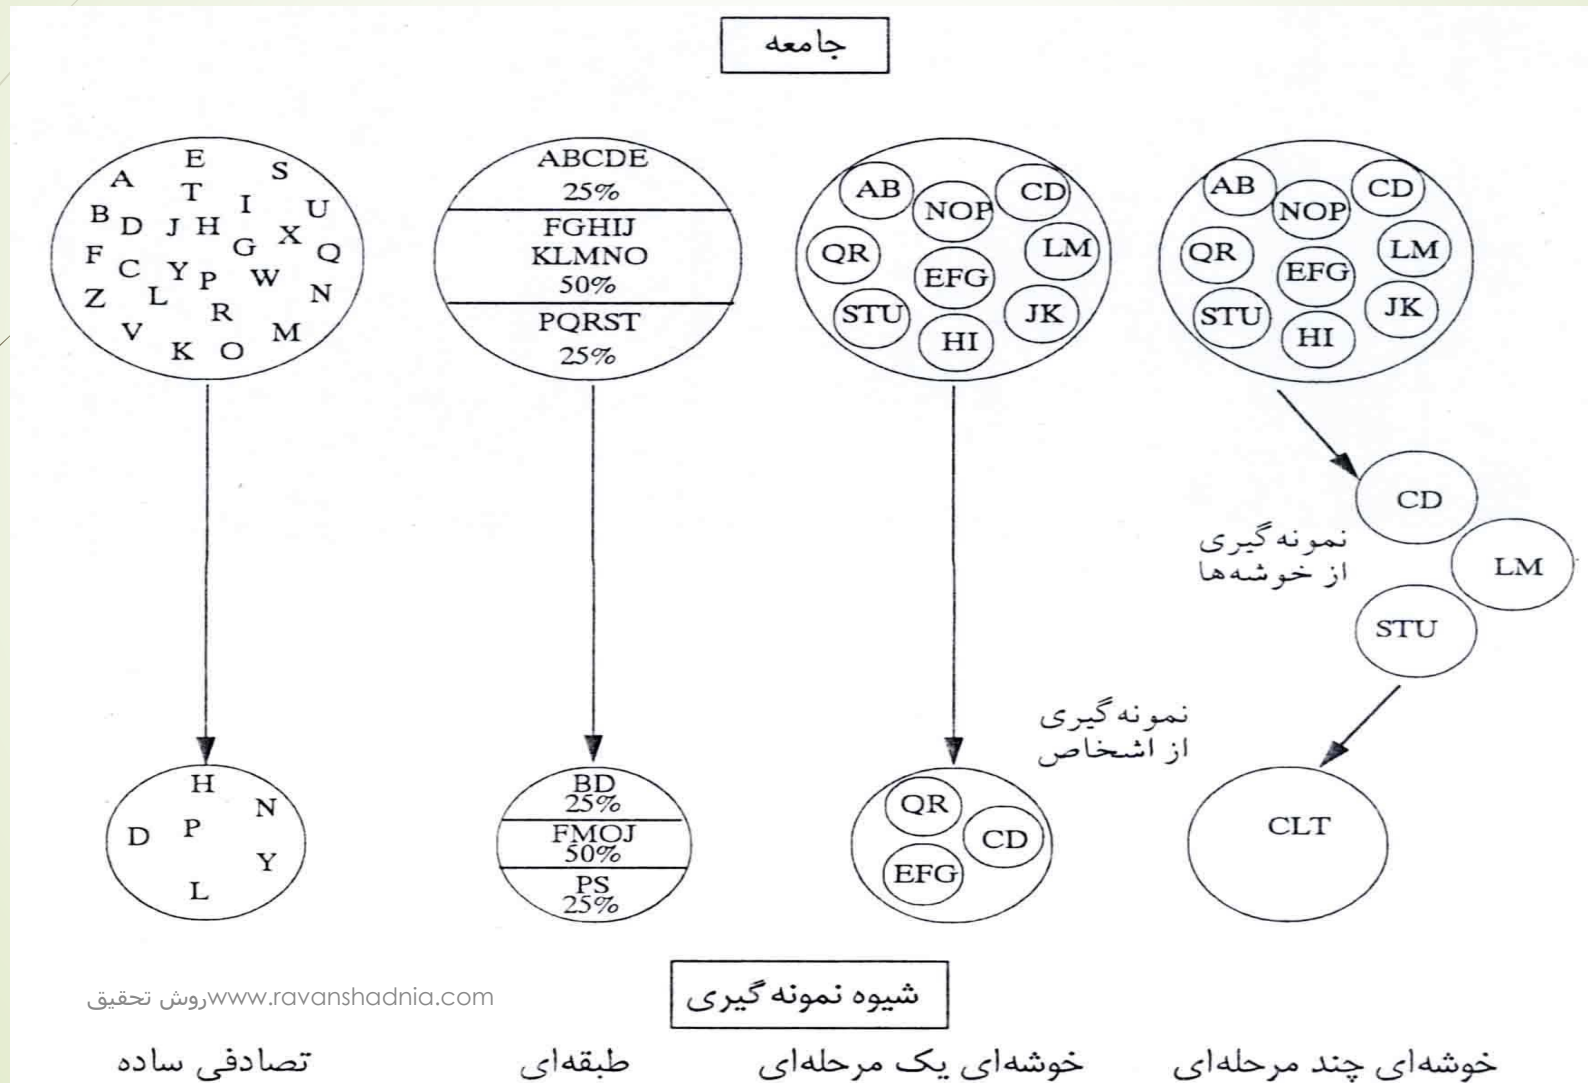 جامعه
E
S
A
T
I
U
B
D
J
H
X
G
Q
F
C
Y
P
W
Z
L
N
R
V
M
K
O
ABCDE
25%
FGHIJ
KLMNO
50%
PQRST
25%
AB
CD
NOP
QR
LM
EFG
STU
JK
HI
AB
CD
NOP
QR
LM
EFG
STU
JK
HI
CD
نمونه‌گیری
از خوشه‌ها
LM
STU
نمونه‌گیری
از اشخاص
H
N
D
P
Y
L
BD
25%
FMOJ
50%
PS
25%
QR
CD
EFG
CLT
شیوه نمونه‌گیری
روش تحقیقwww.ravanshadnia.com
تصادفی ساده
طبقه‌ای
خوشه‌ای یک مرحله‌ای
خوشه‌ای چند مرحله‌ای